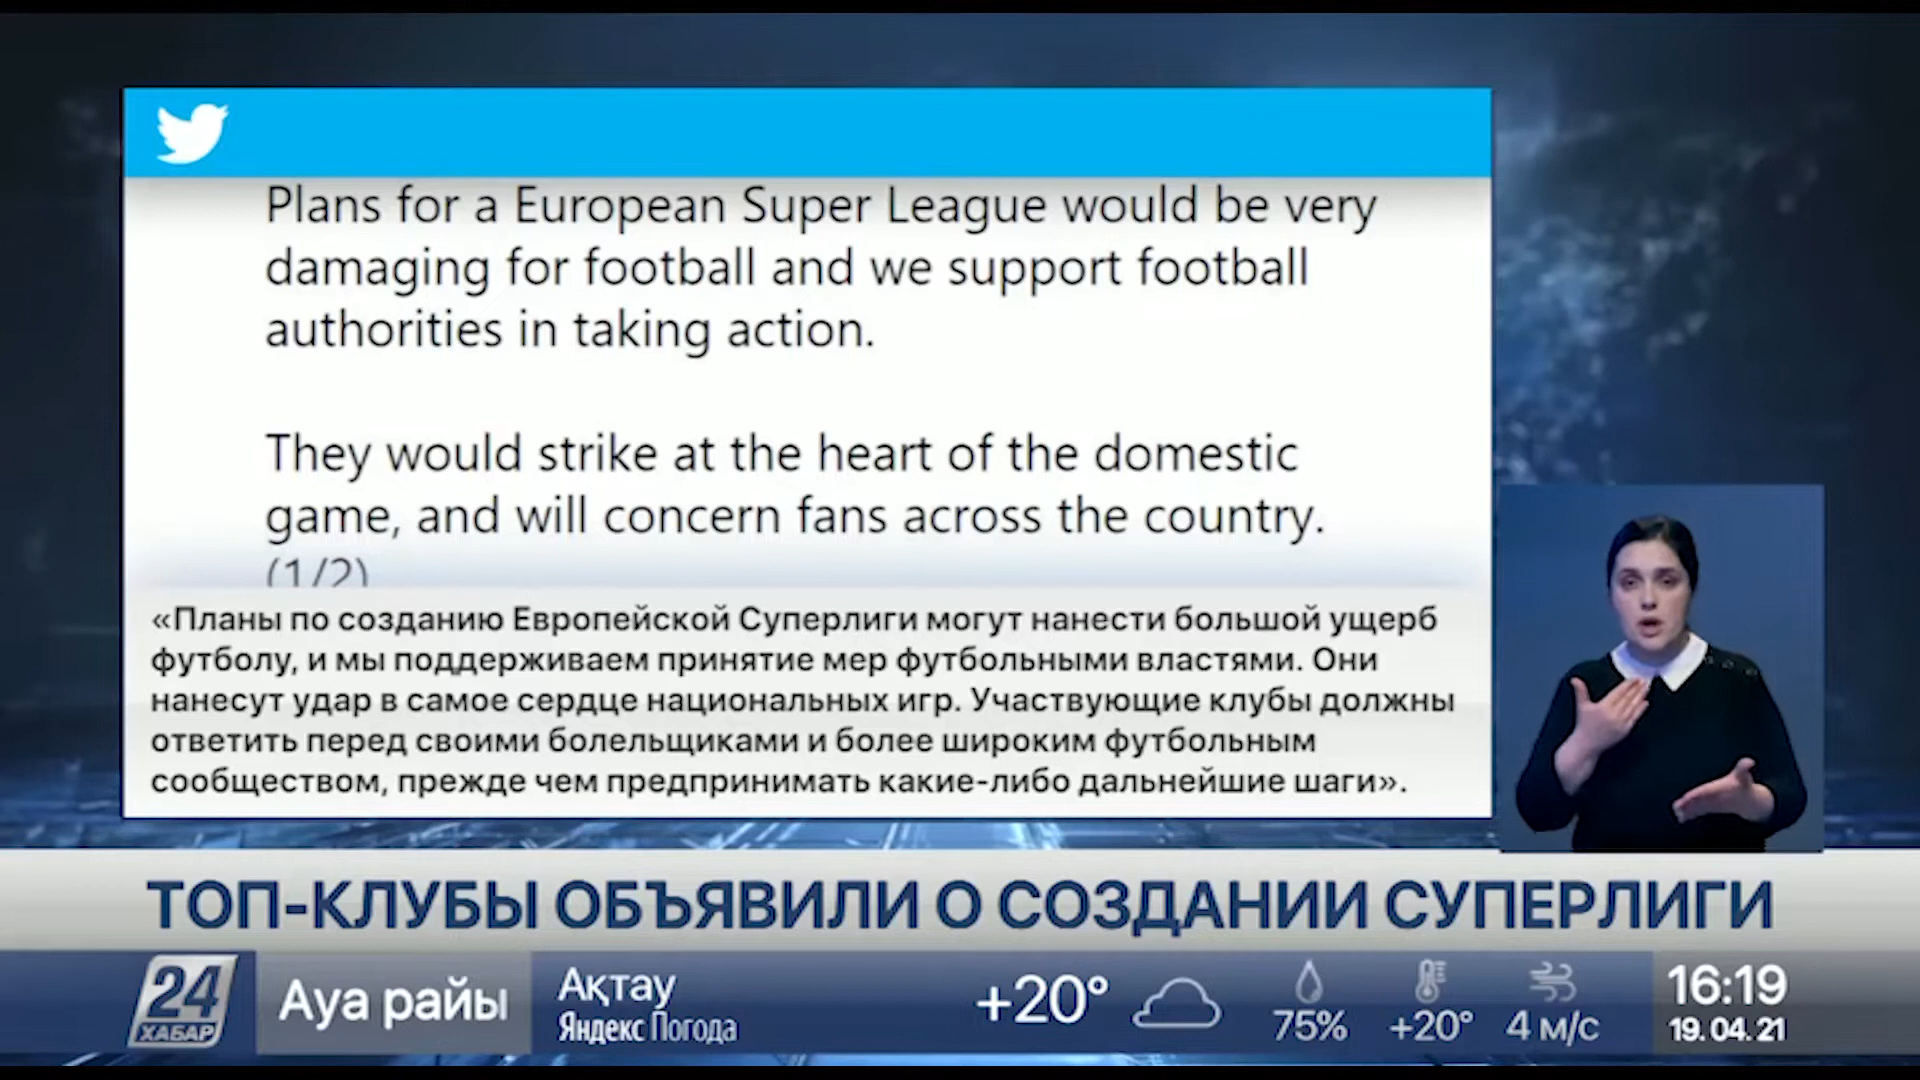 Plans for a European Super League would be very
damaging for football and we support football
authorities in taking action.
They would strike at the heart of the domestic
game, and will concern fans across the country.
(1/2)
«Планы по созданию Европейской Суперлиги могут нанести большой ущерб
футболу, и мы поддерживаем принятие мер футбольными властями. Они
нанесут удар в самое сердце национальных игр. Участвующие клубы должны
ответить перед своими болельщиками и более широким футбольным
сообществом, прежде чем предпринимать какие-либо дальнейшие шаги».
ТОП-КЛУБЫ ОБЪЯВИЛИ О СОЗДАНИИ СУПЕРЛИГИ
24
ХАБАР
Ауа райы
Ақтау
Яндекс Погода
+20°
75%
+20°
4 м/с
16:19
19.04.21